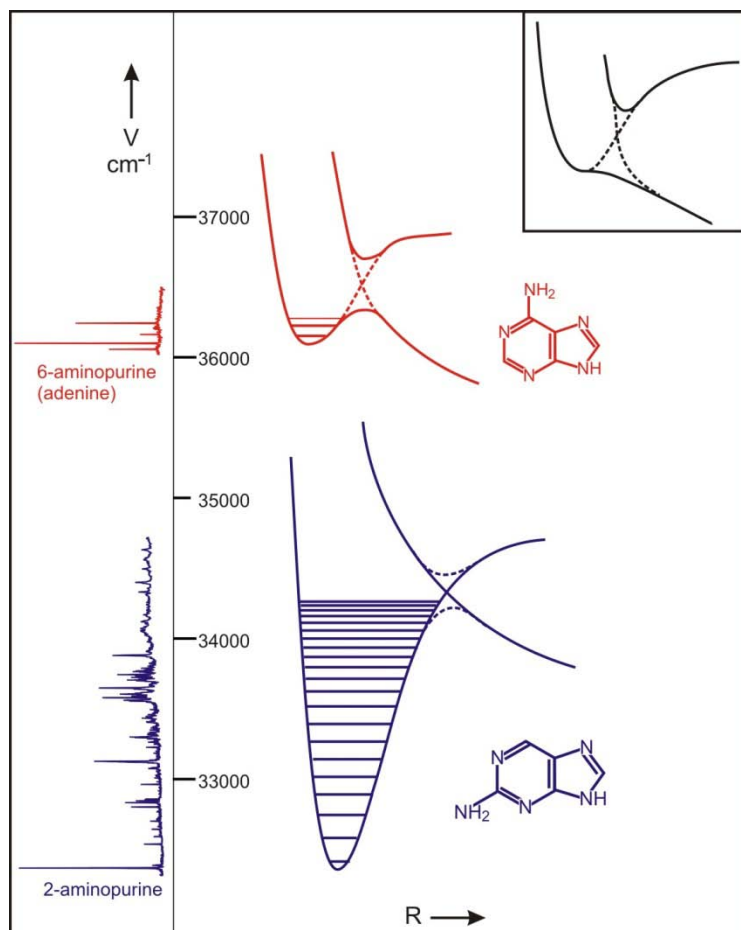 V
cm⁻¹
37000
36000
6-aminopurine
(adenine)
NH₂
N
N
N
NH
35000
34000
33000
N
N
NH₂
N
NH
2-aminopurine
R